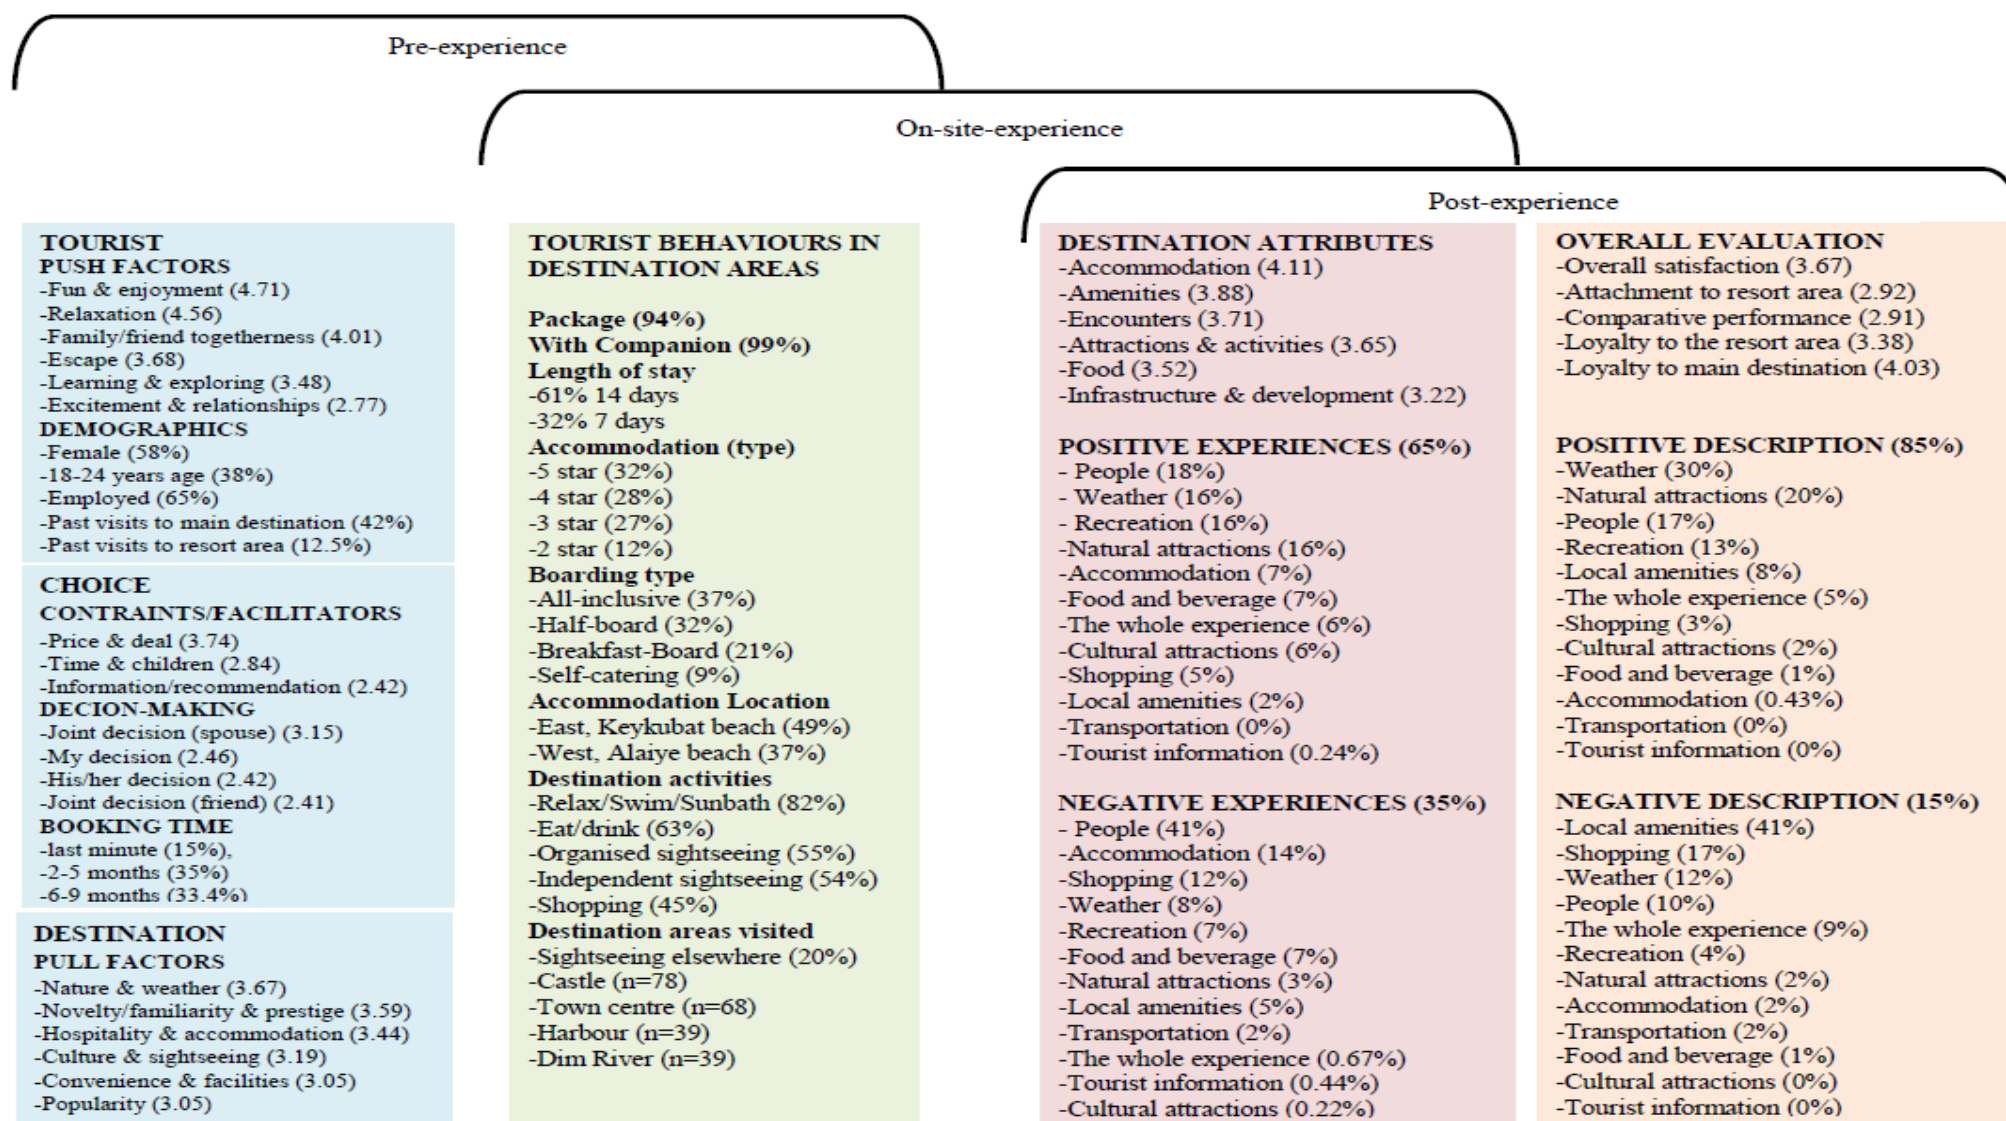 Pre-experience
On-site-experience
Post-experience
TOURIST
PUSH FACTORS
-Fun & enjoyment (4.71)
-Relaxation (4.56)
-Family/friend togetherness (4.01)
-Escape (3.68)
-Learning & exploring (3.48)
-Excitement & relationships (2.77)
DEMOGRAPHICS
-Female (58%)
-18-24 years age (38%)
-Employed (65%)
-Past visits to main destination (42%)
-Past visits to resort area (12.5%)
CHOICE
CONTRAINTS/FACILITATORS
-Price & deal (3.74)
-Time & children (2.84)
-Information/recommendation (2.42)
DECION-MAKING
-Joint decision (spouse) (3.15)
-My decision (2.46)
-His/her decision (2.42)
-Joint decision (friend) (2.41)
BOOKING TIME
-last minute (15%),
-2-5 months (35%)
-6-9 months (33.4%)
DESTINATION
PULL FACTORS
-Nature & weather (3.67)
-Novelty/familiarity & prestige (3.59)
-Hospitality & accommodation (3.44)
-Culture & sightseeing (3.19)
-Convenience & facilities (3.05)
-Popularity (3.05)
TOURIST BEHAVIOURS IN
DESTINATION AREAS
Package (94%)
With Companion (99%)
Length of stay
-61% 14 days
-32% 7 days
Accommodation (type)
-5 star (32%)
-4 star (28%)
-3 star (27%)
-2 star (12%)
Boarding type
-All-inclusive (37%)
-Half-board (32%)
-Breakfast-Board (21%)
-Self-catering (9%)
Accommodation Location
-East, Keykubat beach (49%)
-West, Alaiye beach (37%)
Destination activities
-Relax/Swim/Sunbath (82%)
-Eat/drink (63%)
-Organised sightseeing (55%)
-Independent sightseeing (54%)
-Shopping (45%)
Destination areas visited
-Sightseeing elsewhere (20%)
-Castle (n=78)
-Town centre (n=68)
-Harbour (n=39)
-Dim River (n=39)
DESTINATION ATTRIBUTES
-Accommodation (4.11)
-Amenities (3.88)
-Encounters (3.71)
-Attractions & activities (3.65)
-Food (3.52)
-Infrastructure & development (3.22)
POSITIVE EXPERIENCES (65%)
- People (18%)
- Weather (16%)
- Recreation (16%)
-Natural attractions (16%)
-Accommodation (7%)
-Food and beverage (7%)
-The whole experience (6%)
-Cultural attractions (6%)
-Shopping (5%)
-Local amenities (2%)
-Transportation (0%)
-Tourist information (0.24%)
NEGATIVE EXPERIENCES (35%)
- People (41%)
-Accommodation (14%)
-Shopping (12%)
-Weather (8%)
-Recreation (7%)
-Food and beverage (7%)
-Natural attractions (3%)
-Local amenities (5%)
-Transportation (2%)
-The whole experience (0.67%)
-Tourist information (0.44%)
-Cultural attractions (0.22%)
OVERALL EVALUATION
-Overall satisfaction (3.67)
-Attachment to resort area (2.92)
-Comparative performance (2.91)
-Loyalty to the resort area (3.38)
-Loyalty to main destination (4.03)
POSITIVE DESCRIPTION (85%)
-Weather (30%)
-Natural attractions (20%)
-People (17%)
-Recreation (13%)
-Local amenities (8%)
-The whole experience (5%)
-Shopping (3%)
-Cultural attractions (2%)
-Food and beverage (1%)
-Accommodation (0.43%)
-Transportation (0%)
-Tourist information (0%)
NEGATIVE DESCRIPTION (15%)
-Local amenities (41%)
-Shopping (17%)
-Weather (12%)
-People (10%)
-The whole experience (9%)
-Recreation (4%)
-Natural attractions (2%)
-Accommodation (2%)
-Transportation (2%)
-Food and beverage (1%)
-Cultural attractions (0%)
-Tourist information (0%)